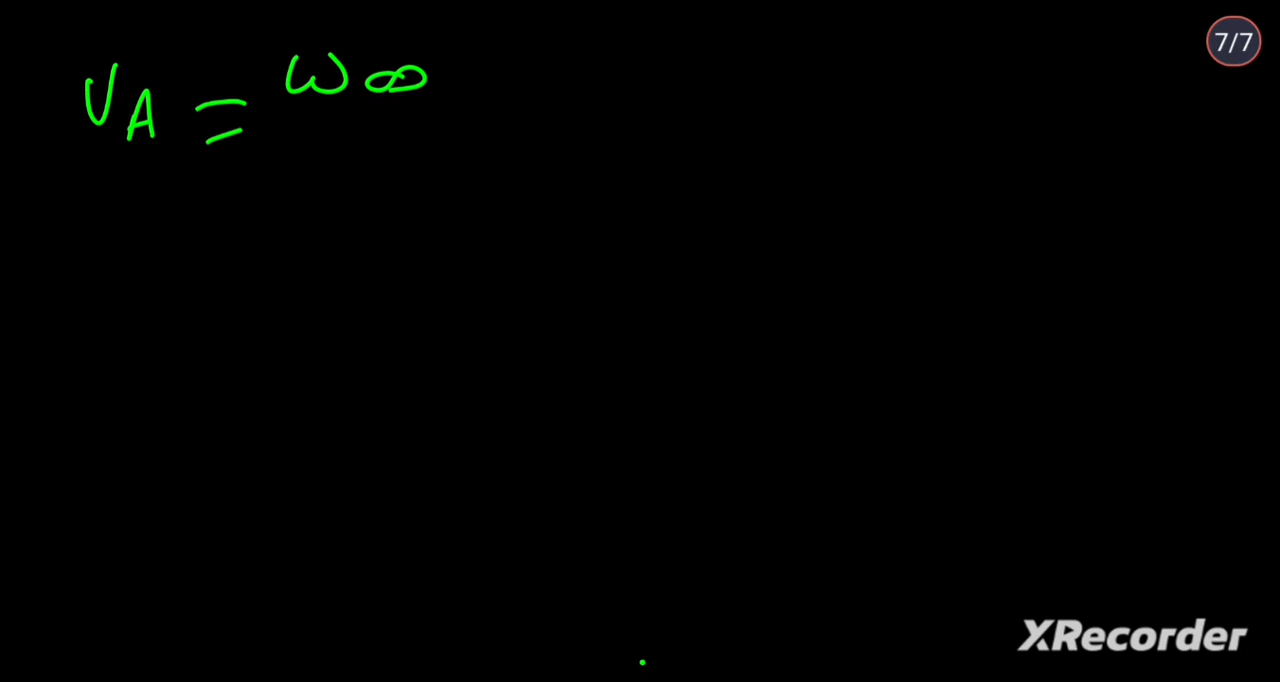 7/7
V_A = ω∞
XRecorder